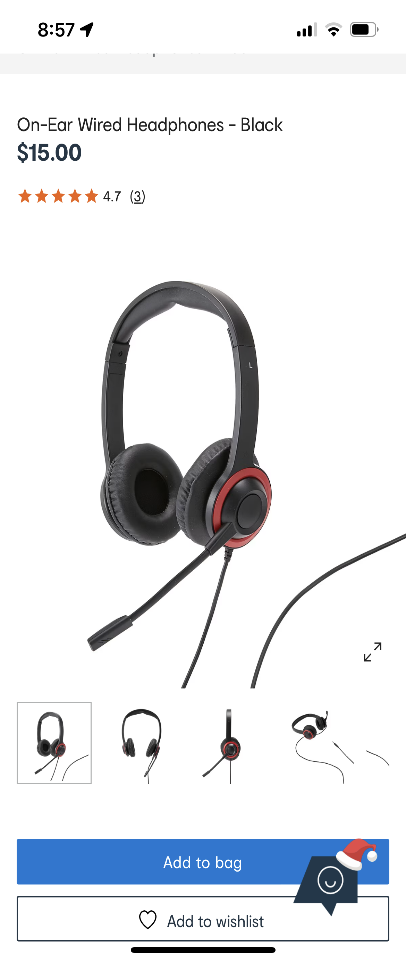 8:57
On-Ear Wired Headphones - Black
$15.00
4.7 (3)
L
Add to bag
Add to wishlist